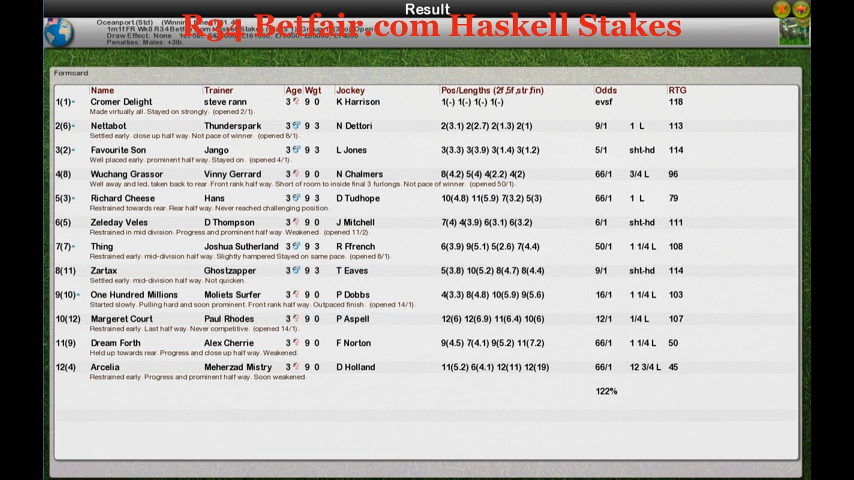 Result
R34 Betfair.com Haskell Stakes
Oceanport (Std) (Winning
1m11fFR Wk8 R34Betf
Draw Effect: None
Penalties: Males: +3lb
Formcard
Name Trainer Age Wgt Jockey Pos/Lengths (2f,5f,str,fin) Odds RTG
1(1) Cromer Delight steve rann 3 9 0 K Harrison 1(-) 1(-) 1(-) 1(-) evsf 118
Made virtually all. Stayed on strongly. (opened 2/1).
2(6) Nettabot Thunderspark 3 9 3 N Dettori 2(3.1) 2(2.7) 2(1.3) 2(1) 9/1 1 L 113
Settled early. close up half way. Not pace of winner. (opened 8/1).
3(2) Favourite Son Jango 3 9 3 L Jones 3(3.3) 3(3.9) 3(1.4) 3(1.2) 5/1 sht-hd 114
Well placed early. prominent half way. Stayed on. (opened 4/1).
4(8) Wuchang Grassor Vinny Gerrard 3 9 0 N Chalmers 8(4.2) 5(4) 4(2.2) 4(2) 66/1 3/4 L 96
Well away and led, taken back to rear. Front rank half way. Short of room to inside final 3 furlongs. Not pace of winner. (opened 50/1).
5(3) Richard Cheese Hans 3 9 3 D Tudhope 10(4.8) 11(5.9) 7(3.2) 5(3) 66/1 1 L 79
Restrained towards rear. Rear half way. Never reached challenging position.
6(5) Zeleday Veles D Thompson 3 9 0 J Mitchell 7(4) 4(3.9) 6(3.1) 6(3.2) 6/1 sht-hd 111
Restrained in mid division. Progress and prominent half way. Weakened. (opened 11/2).
7(7) Thing Joshua Sutherland 3 9 3 R Ffrench 6(3.9) 9(5.1) 5(2.6) 7(4.4) 50/1 1 1/4 L 108
Restrained early. mid-division half way. Slightly hampered Stayed on same pace. (opened 8/1).
8(11) Zartax Ghostzapper 3 9 0 T Eaves 5(3.8) 10(5.2) 8(4.7) 8(4.4) 9/1 sht-hd 114
Settled early. mid-division half way. Not quicken.
9(10) One Hundred Millions Moliets Surfer 3 9 0 P Dobbs 4(3.3) 8(4.8) 10(5.9) 9(5.6) 16/1 1 1/4 L 103
Started slowly. Pulling hard and soon prominent. Front rank half way. Outpaced finish. (opened 14/1).
10(12) Margaret Court Paul Rhodes 3 9 0 P Aspell 12(6) 12(6.9) 11(6.4) 10(6) 12/1 1/4 L 107
Restrained early. Last half way. Never competitive. (opened 14/1).
11(9) Dream Forth Alex Cherrie 3 9 0 F Norton 9(4.5) 7(4.1) 9(5.2) 11(7.2) 66/1 1 1/4 L 50
Held up towards rear. Progress and close up half way. Weakened.
12(4) Arcelia Meherzad Mistry 3 9 0 D Holland 11(5.2) 6(4.1) 12(11) 12(19) 66/1 12 3/4 L 45
Restrained early. Progress and prominent half way. Soon weakened.
122%